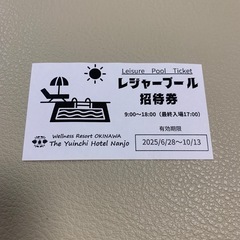 Leisure Pool Ticket
レジャープール
招待券
9:00~18:00 (最終入場17:00)
有効期限
Wellness Resort OKINAWA
The Yuinchi Hotel Nanjo
2025/6/28~10/13